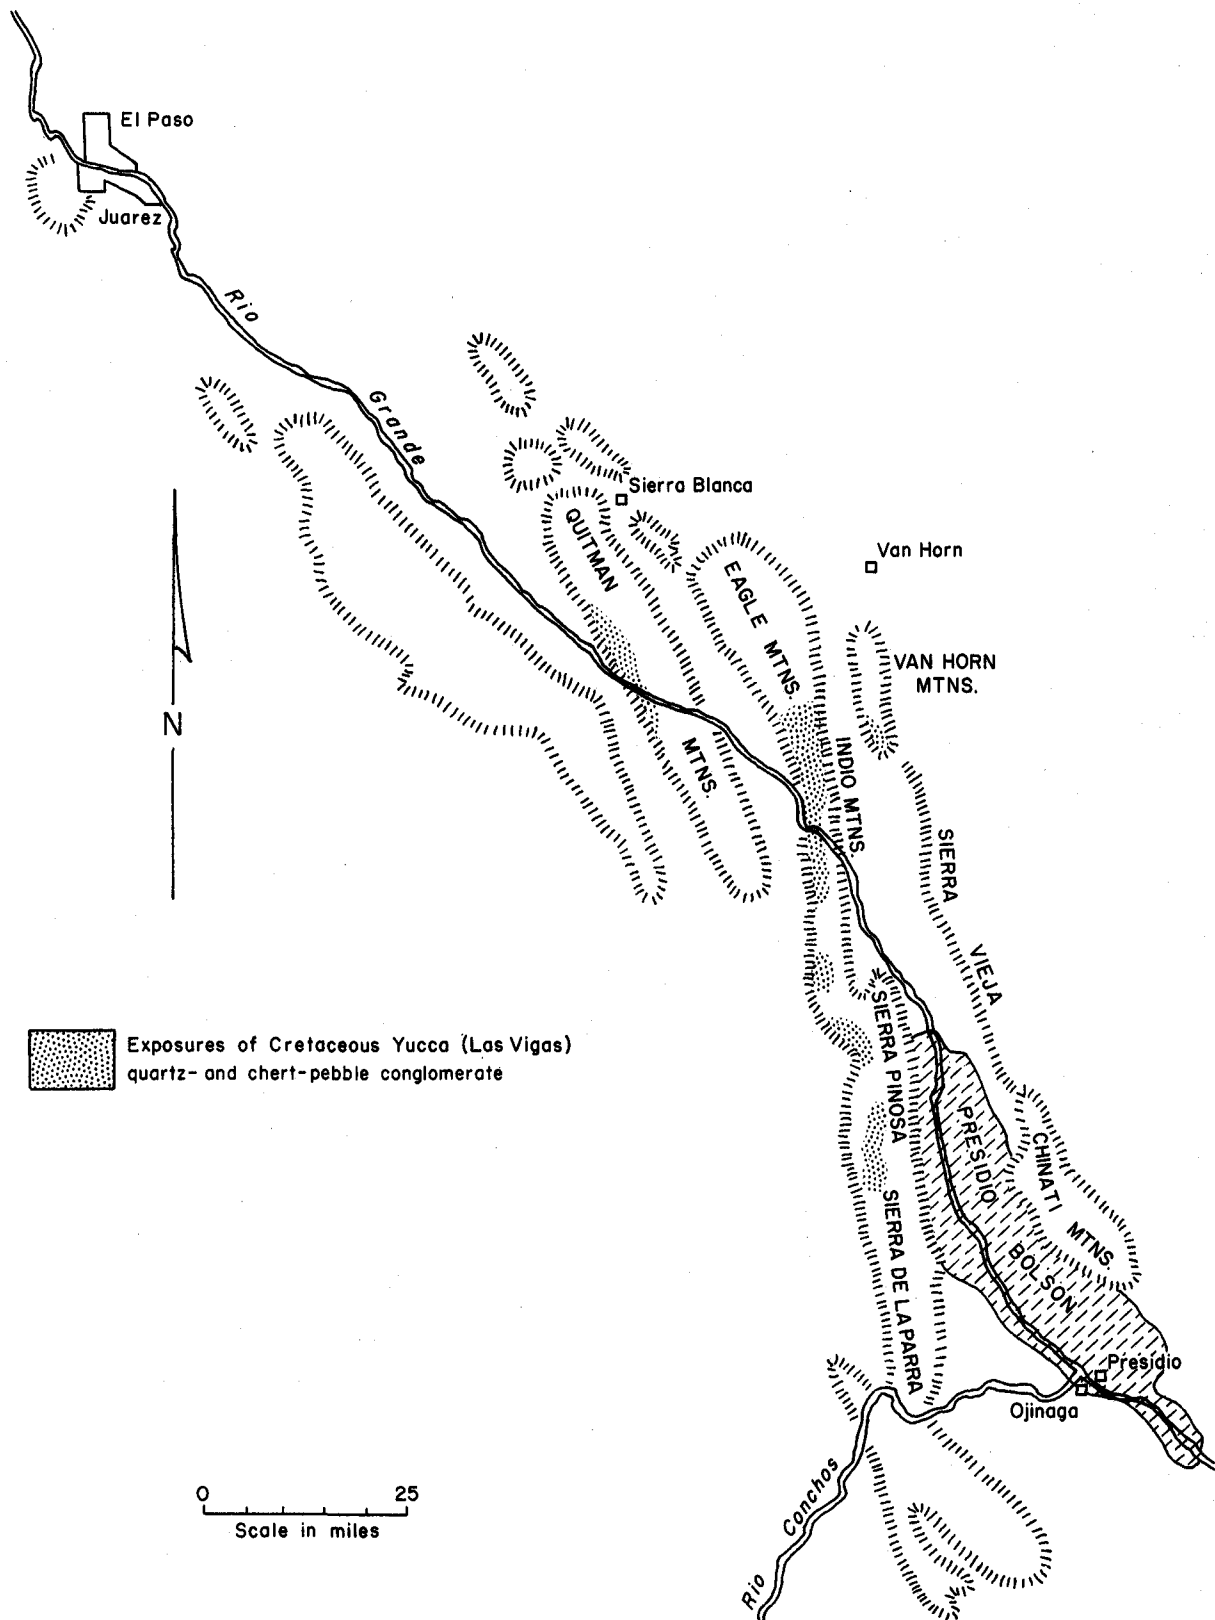 El Paso
Juarez
Rio
Grande
Sierra Blanca
QUITMAN
MTNS.
EAGLE MTNS.
Van Horn
VAN HORN
MTNS.
N
INDIO MTNS.
SIERRA
VIEJA
SIERRA PINOSA
Exposures of Cretaceous Yucca (Las Vigas)
quartz- and chert-pebble conglomerate
PRESIDIO
BOLSON
CHINATI
MTNS.
SIERRA DE LA PARRA
Presidio
Ojinaga
Rio
Conchos
0 25
Scale in miles